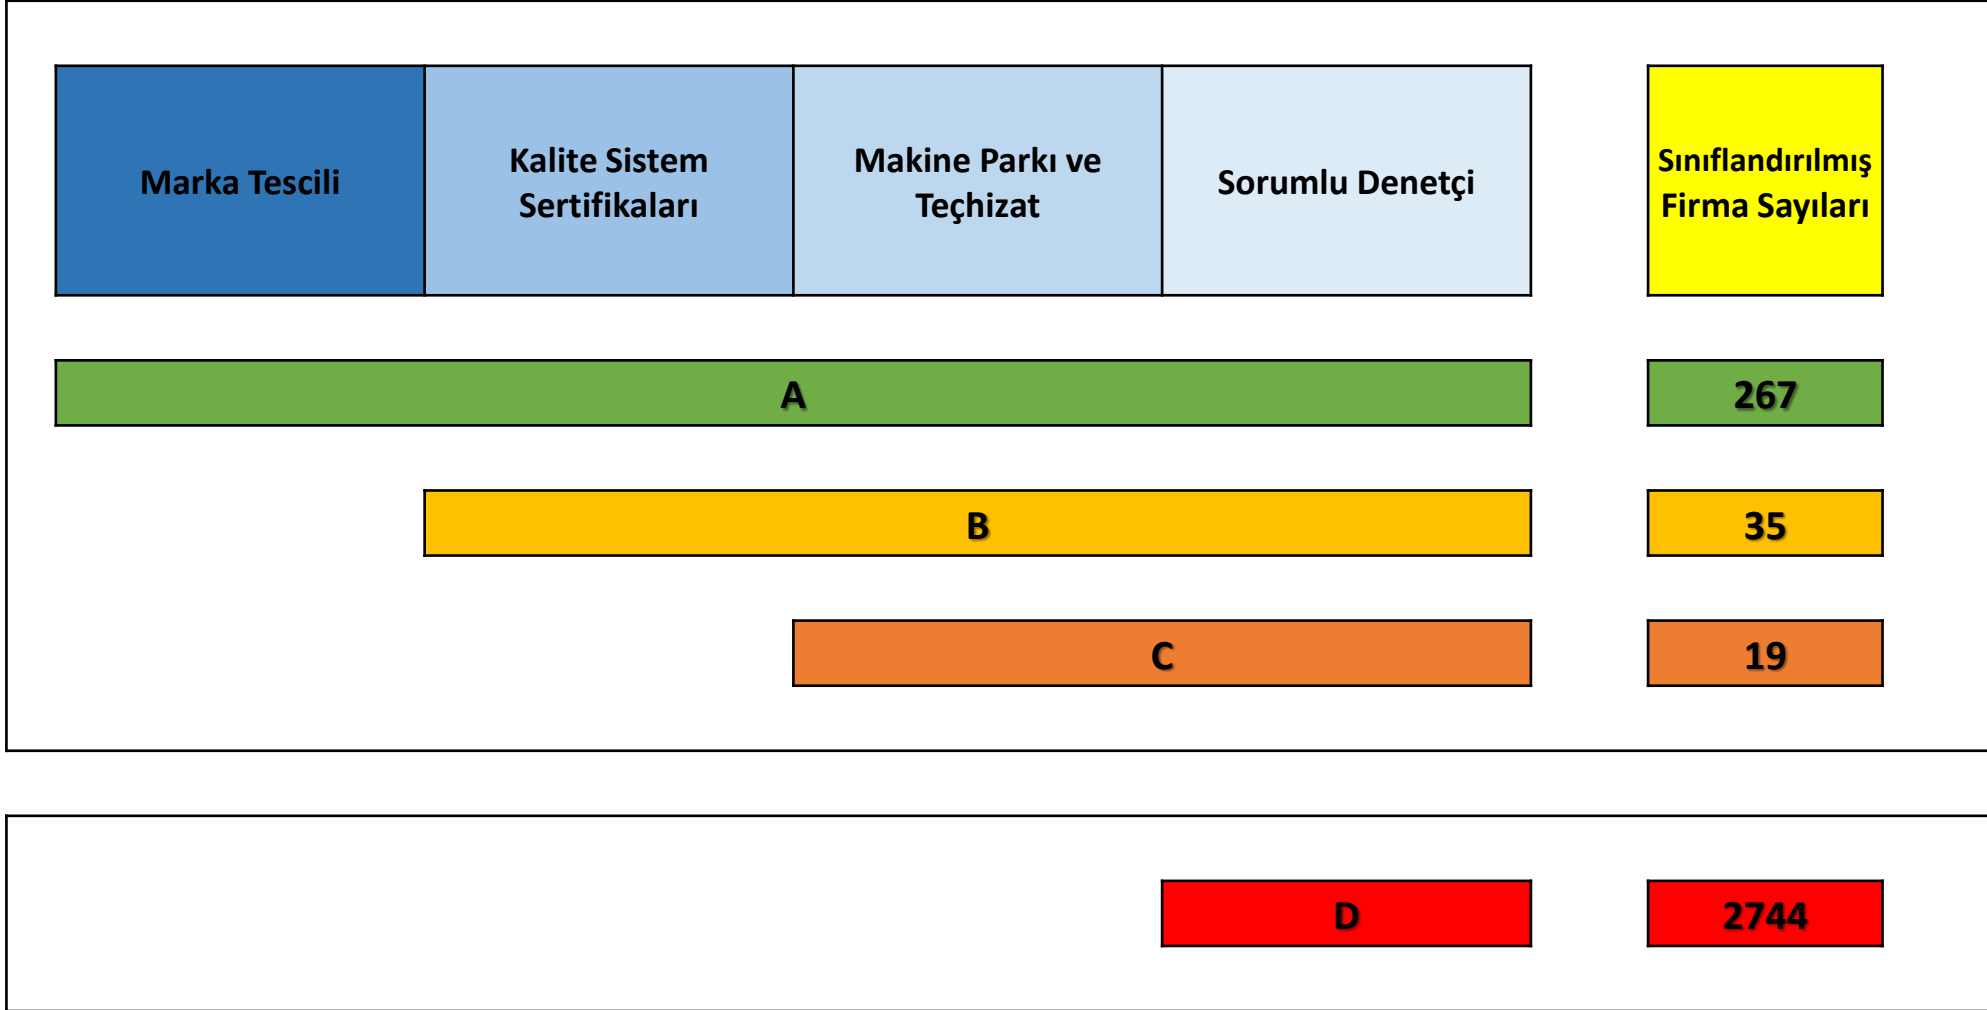 Marka Tescili
Kalite Sistem
Sertifikaları
Makine Parkı ve
Teçhizat
Sorumlu Denetçi
Sınıflandırılmış
Firma Sayıları
A
267
B
35
C
19
D
2744